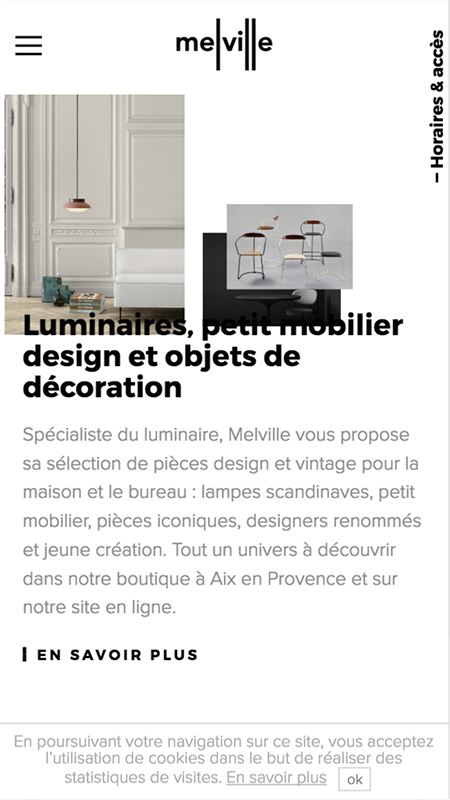 melville
– Horaires & accès
Luminaires, petit mobilier
design et objets de
décoration
Spécialiste du luminaire, Melville vous propose
sa sélection de pièces design et vintage pour la
maison et le bureau : lampes scandinaves, petit
mobilier, pièces iconiques, designers renommés
et jeune création. Tout un univers à découvrir
dans notre boutique à Aix en Provence et sur
notre site en ligne.
EN SAVOIR PLUS
En poursuivant votre navigation sur ce site, vous acceptez
l'utilisation de cookies dans le but de réaliser des
statistiques de visites. En savoir plus ok